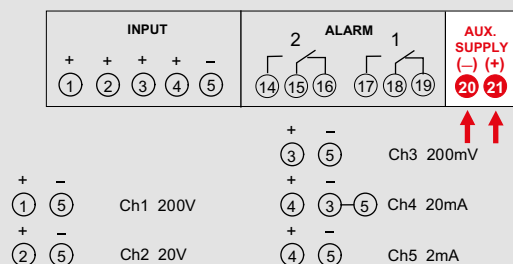 INPUT
ALARM
AUX.
SUPPLY
2 1
(–) (+)
+ + + + –
1 2 3 4 5 14 15 16 17 18 19 20 21
+ –
3 5 Ch3 200mV
+ –
1 5 Ch1 200V
+ –
4 3 5 Ch4 20mA
+ –
2 5 Ch2 20V
+ –
4 5 Ch5 2mA